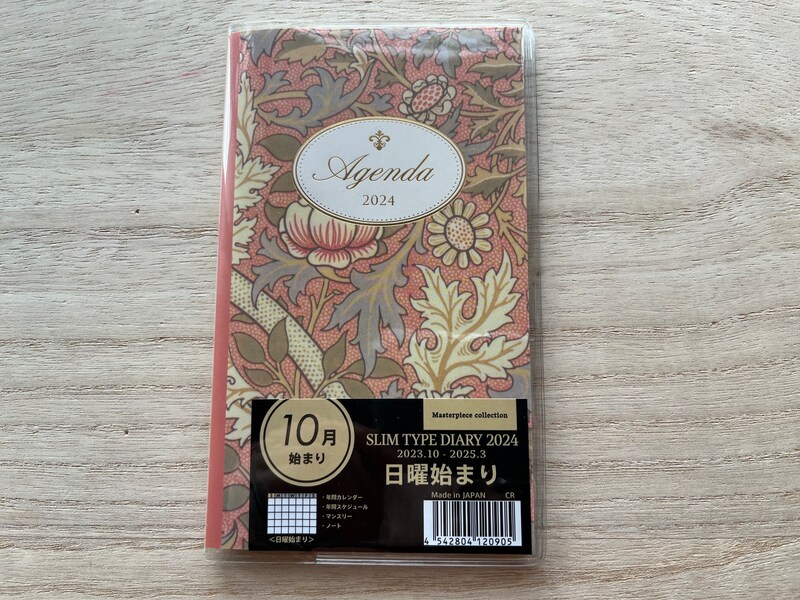 Agenda
2024
10月
始まり
Masterpiece collection
SLIM TYPE DIARY 2024
2023.10 - 2025.3
日曜始まり
Made in JAPAN CR
・年間カレンダー
・年間スケジュール
・マンスリー
・ノート
<日曜始まり>
4 542804 120905